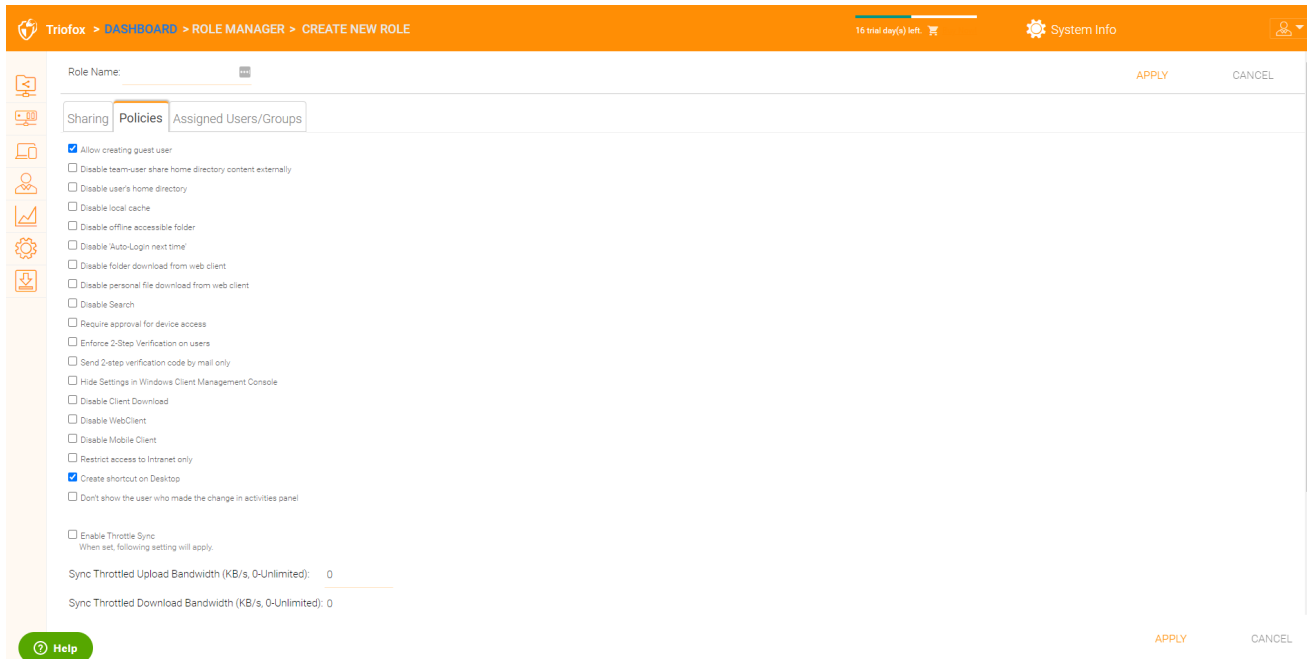 Triofox > DASHBOARD > ROLE MANAGER > CREATE NEW ROLE
16 trial day(s) left.
System Info
Role Name:
APPLY CANCEL
Sharing Policies Assigned Users/Groups
Allow creating guest user
Disable team-user share home directory content externally
Disable user's home directory
Disable local cache
Disable offline accessible folder
Disable 'Auto-Login next time'
Disable folder download from web client
Disable personal file download from web client
Disable Search
Require approval for device access
Enforce 2-Step Verification on users
Send 2-step verification code by mail only
Hide Settings in Windows Client Management Console
Disable Client Download
Disable WebClient
Disable Mobile Client
Restrict access to Intranet only
Create shortcut on Desktop
Don't show the user who made the change in activities panel
Enable Throttle Sync
When set, following setting will apply.
Sync Throttled Upload Bandwidth (KB/s, 0-Unlimited): 0
Sync Throttled Download Bandwidth (KB/s, 0-Unlimited): 0
APPLY CANCEL
? Help